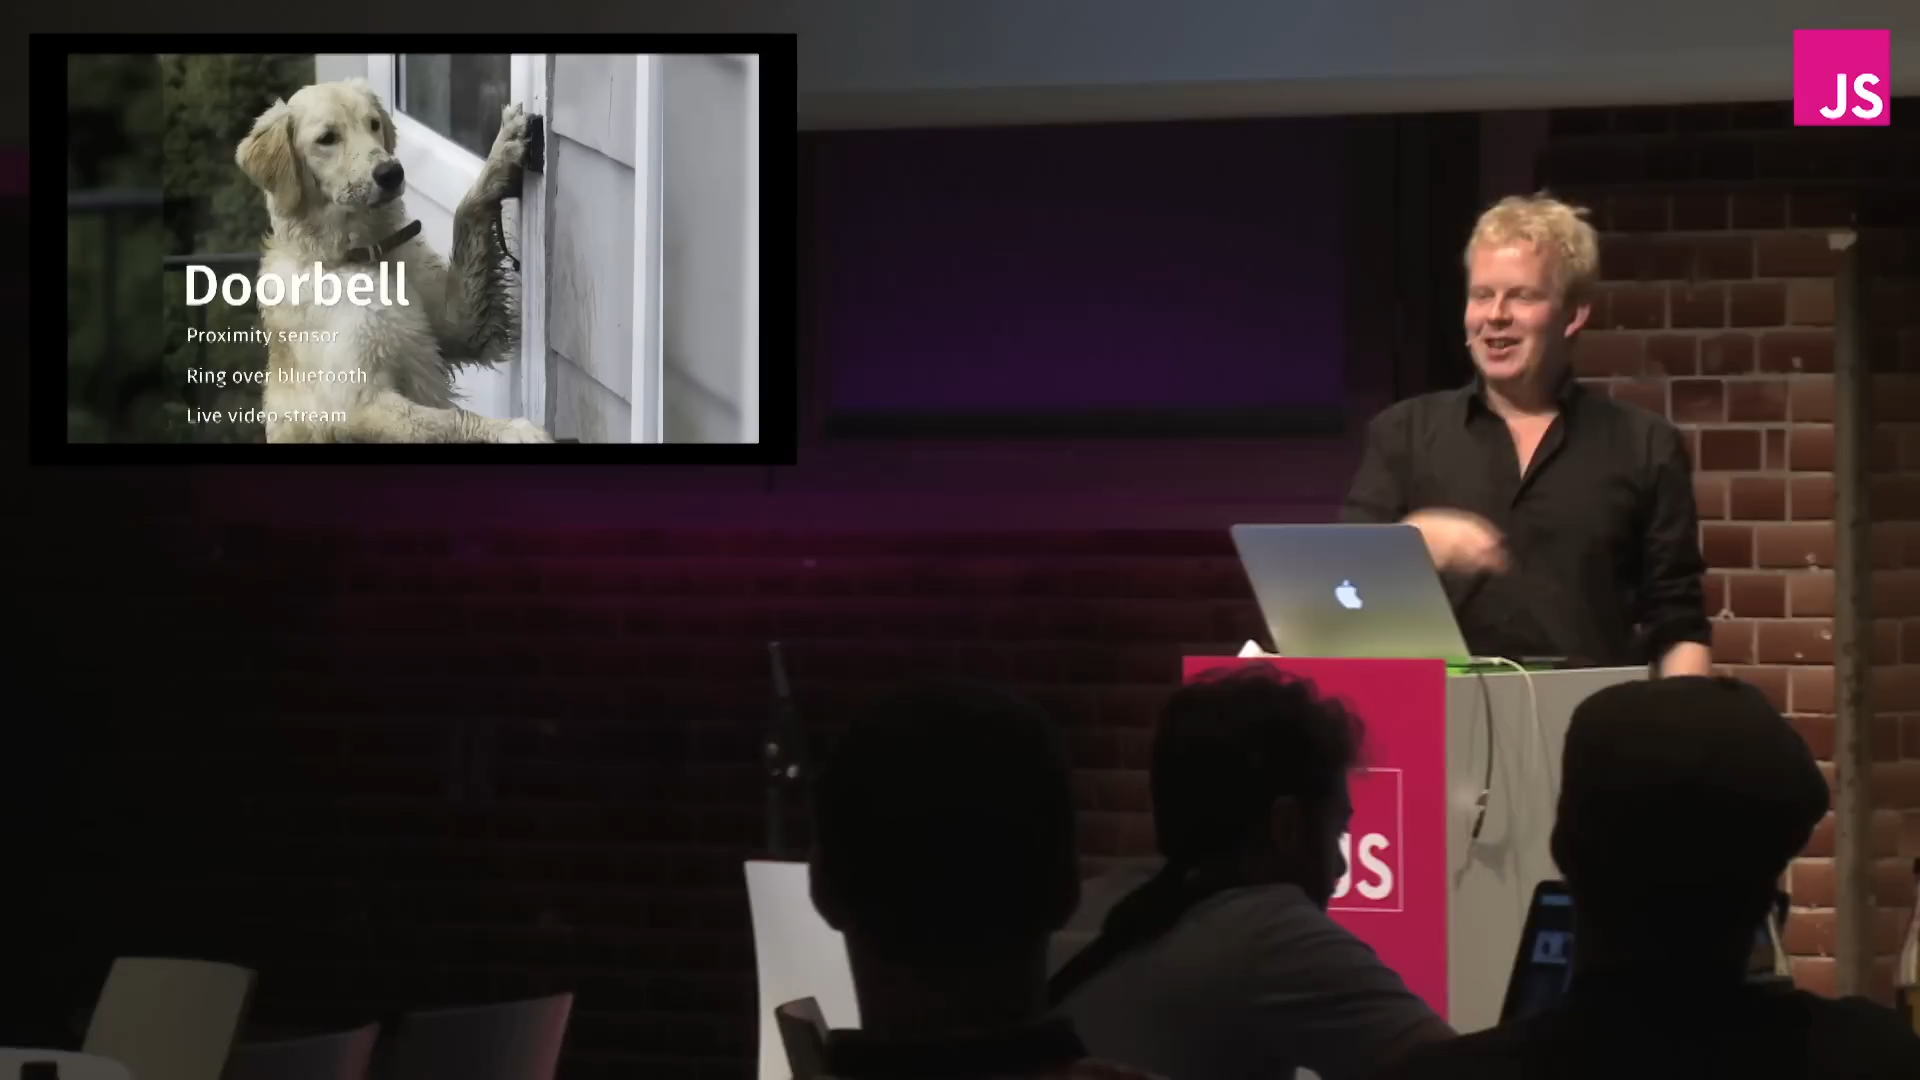 Doorbell
Proximity sensor
Ring over bluetooth
Live video stream
JS
JS